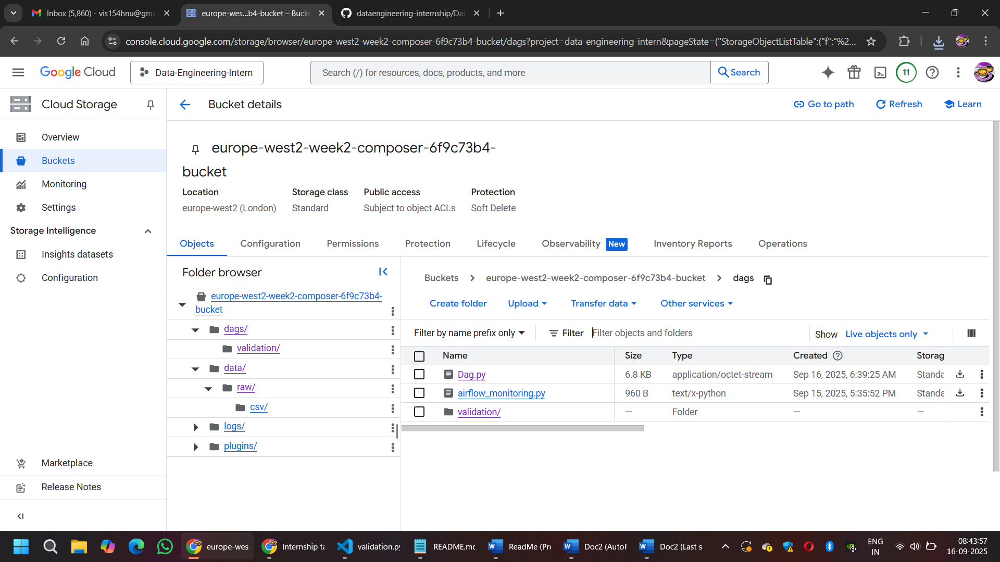 Inbox (5,860) - vis154hnu@gma
europe-wes...b4-bucket – Bucke
dataengineering-internship/Dat
console.cloud.google.com/storage/browser/europe-west2-week2-composer-6f9c73b4-bucket/dags?project=data-engineering-intern&pageState=("StorageObjectListTable":("f":"%2...
Google Cloud
Data-Engineering-Intern
Search (/) for resources, docs, products, and more
Search
11
Cloud Storage
Bucket details
Go to path
Refresh
Learn
Overview
Buckets
Monitoring
Settings
Storage Intelligence
Insights datasets
Configuration
Marketplace
Release Notes
europe-west2-week2-composer-6f9c73b4-
bucket
Location Storage class Public access Protection
europe-west2 (London) Standard Subject to object ACLs Soft Delete
Objects Configuration Permissions Protection Lifecycle Observability New Inventory Reports Operations
Folder browser
europe-west2-week2-composer-6f9c73b4-
bucket
dags/
validation/
data/
raw/
csv/
logs/
plugins/
Buckets europe-west2-week2-composer-6f9c73b4-bucket dags
Create folder Upload Transfer data Other services
Filter by name prefix only Filter Filter objects and folders Show Live objects only
Name Size Type Created Storag
Dag.py 6.8 KB application/octet-stream Sep 16, 2025, 6:39:25 AM Standa
airflow_monitoring.py 960 B text/x-python Sep 15, 2025, 5:35:52 PM Standa
validation/ — Folder — —
europe-wes
Internship ta
validation.py
README.mc
ReadMe (Pro
Doc2 (AutoR
Doc2 (Last s
ENG
IN
08:43:57
16-09-2025